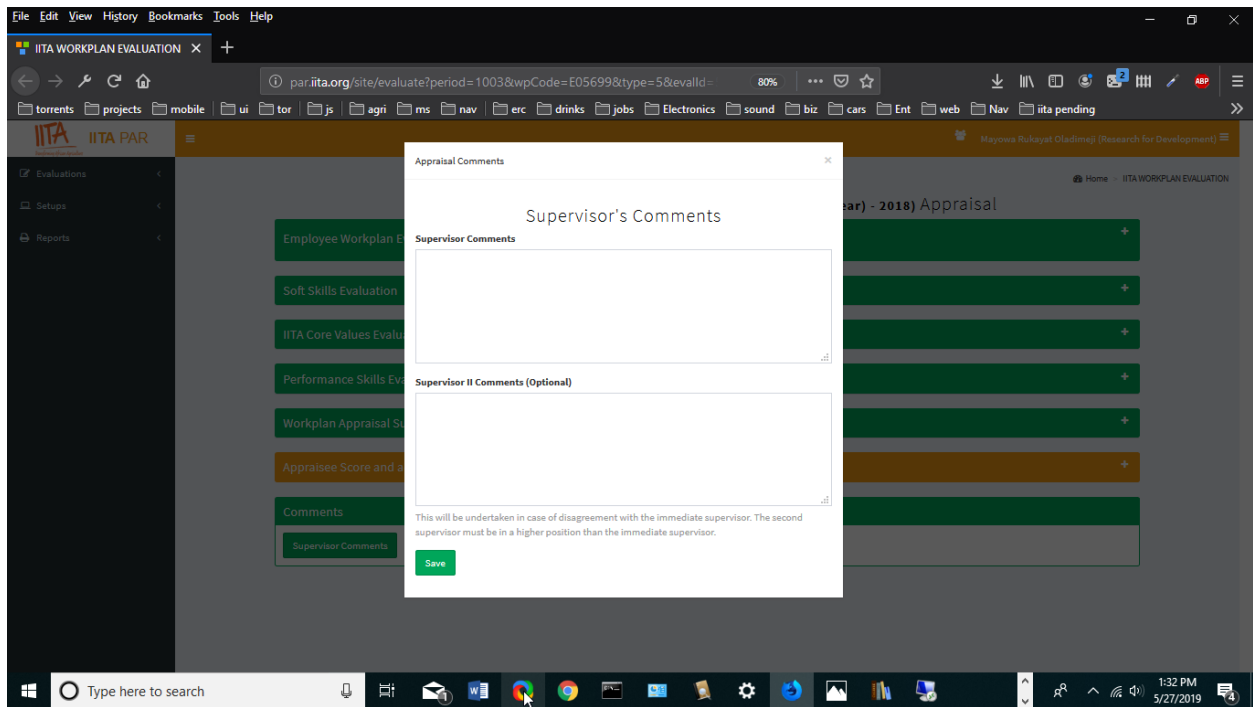 File Edit View History Bookmarks Tools Help
IITA WORKPLAN EVALUATION
par.iita.org/site/evaluate?period=1003&wpCode=E05699&type=5&evalId= 80%
2 ABP
torrents projects mobile ui tor js agri ms nav erc drinks jobs Electronics sound biz cars Ent web Nav iita pending
IITA IITA PAR
Mayowa Rukayat Oladimeji (Research for Development)
Evaluations
Setups
Reports
Home > IITA WORKPLAN EVALUATION
ear) - 2018) Appraisal
Employee Workplan E
Soft Skills Evaluation
IITA Core Values Evalu
Performance Skills Eva
Workplan Appraisal Su
Appraisee Score and a
Comments
Supervisor Comments
Appraisal Comments
Supervisor's Comments
Supervisor Comments
Supervisor II Comments (Optional)
This will be undertaken in case of disagreement with the immediate supervisor. The second
supervisor must be in a higher position than the immediate supervisor.
Save
Type here to search
1:32 PM
5/27/2019